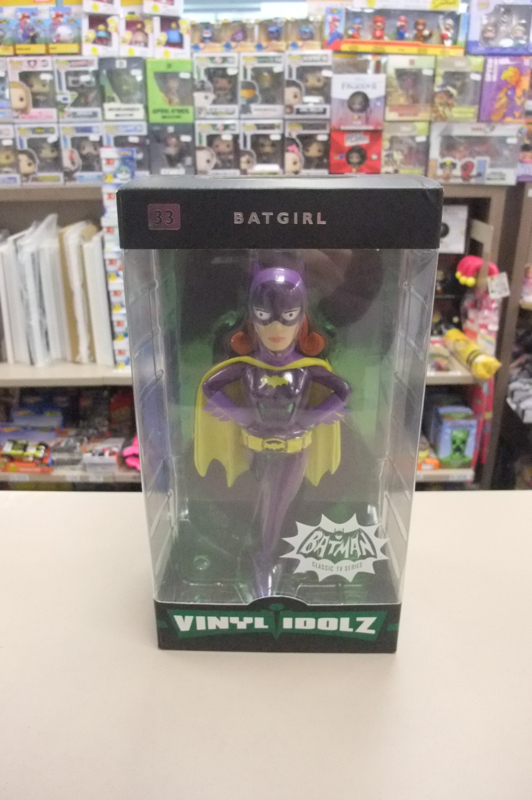 33
BATGIRL
BATMAN
CLASSIC TV SERIES
VINYL IDOLZ